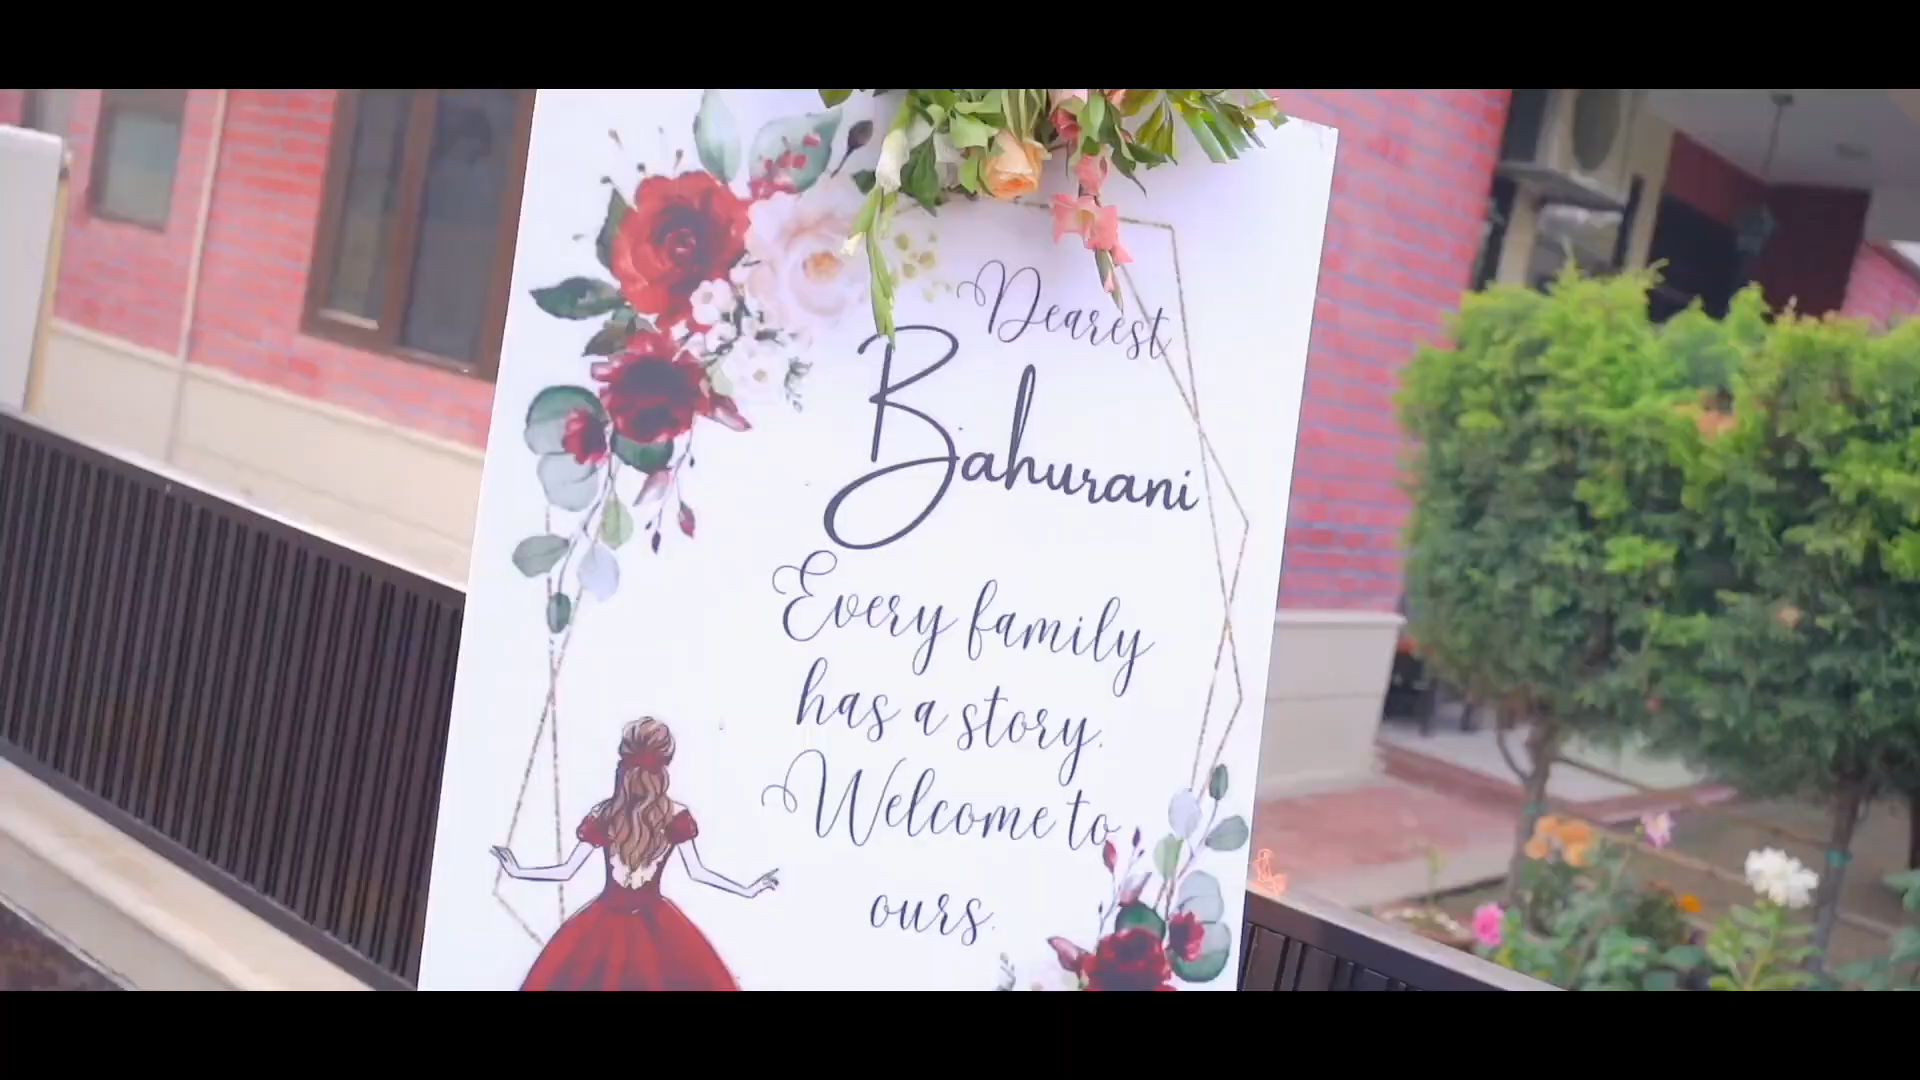 Dearest
Bahurani
Every family
has a story.
Welcome to
ours.